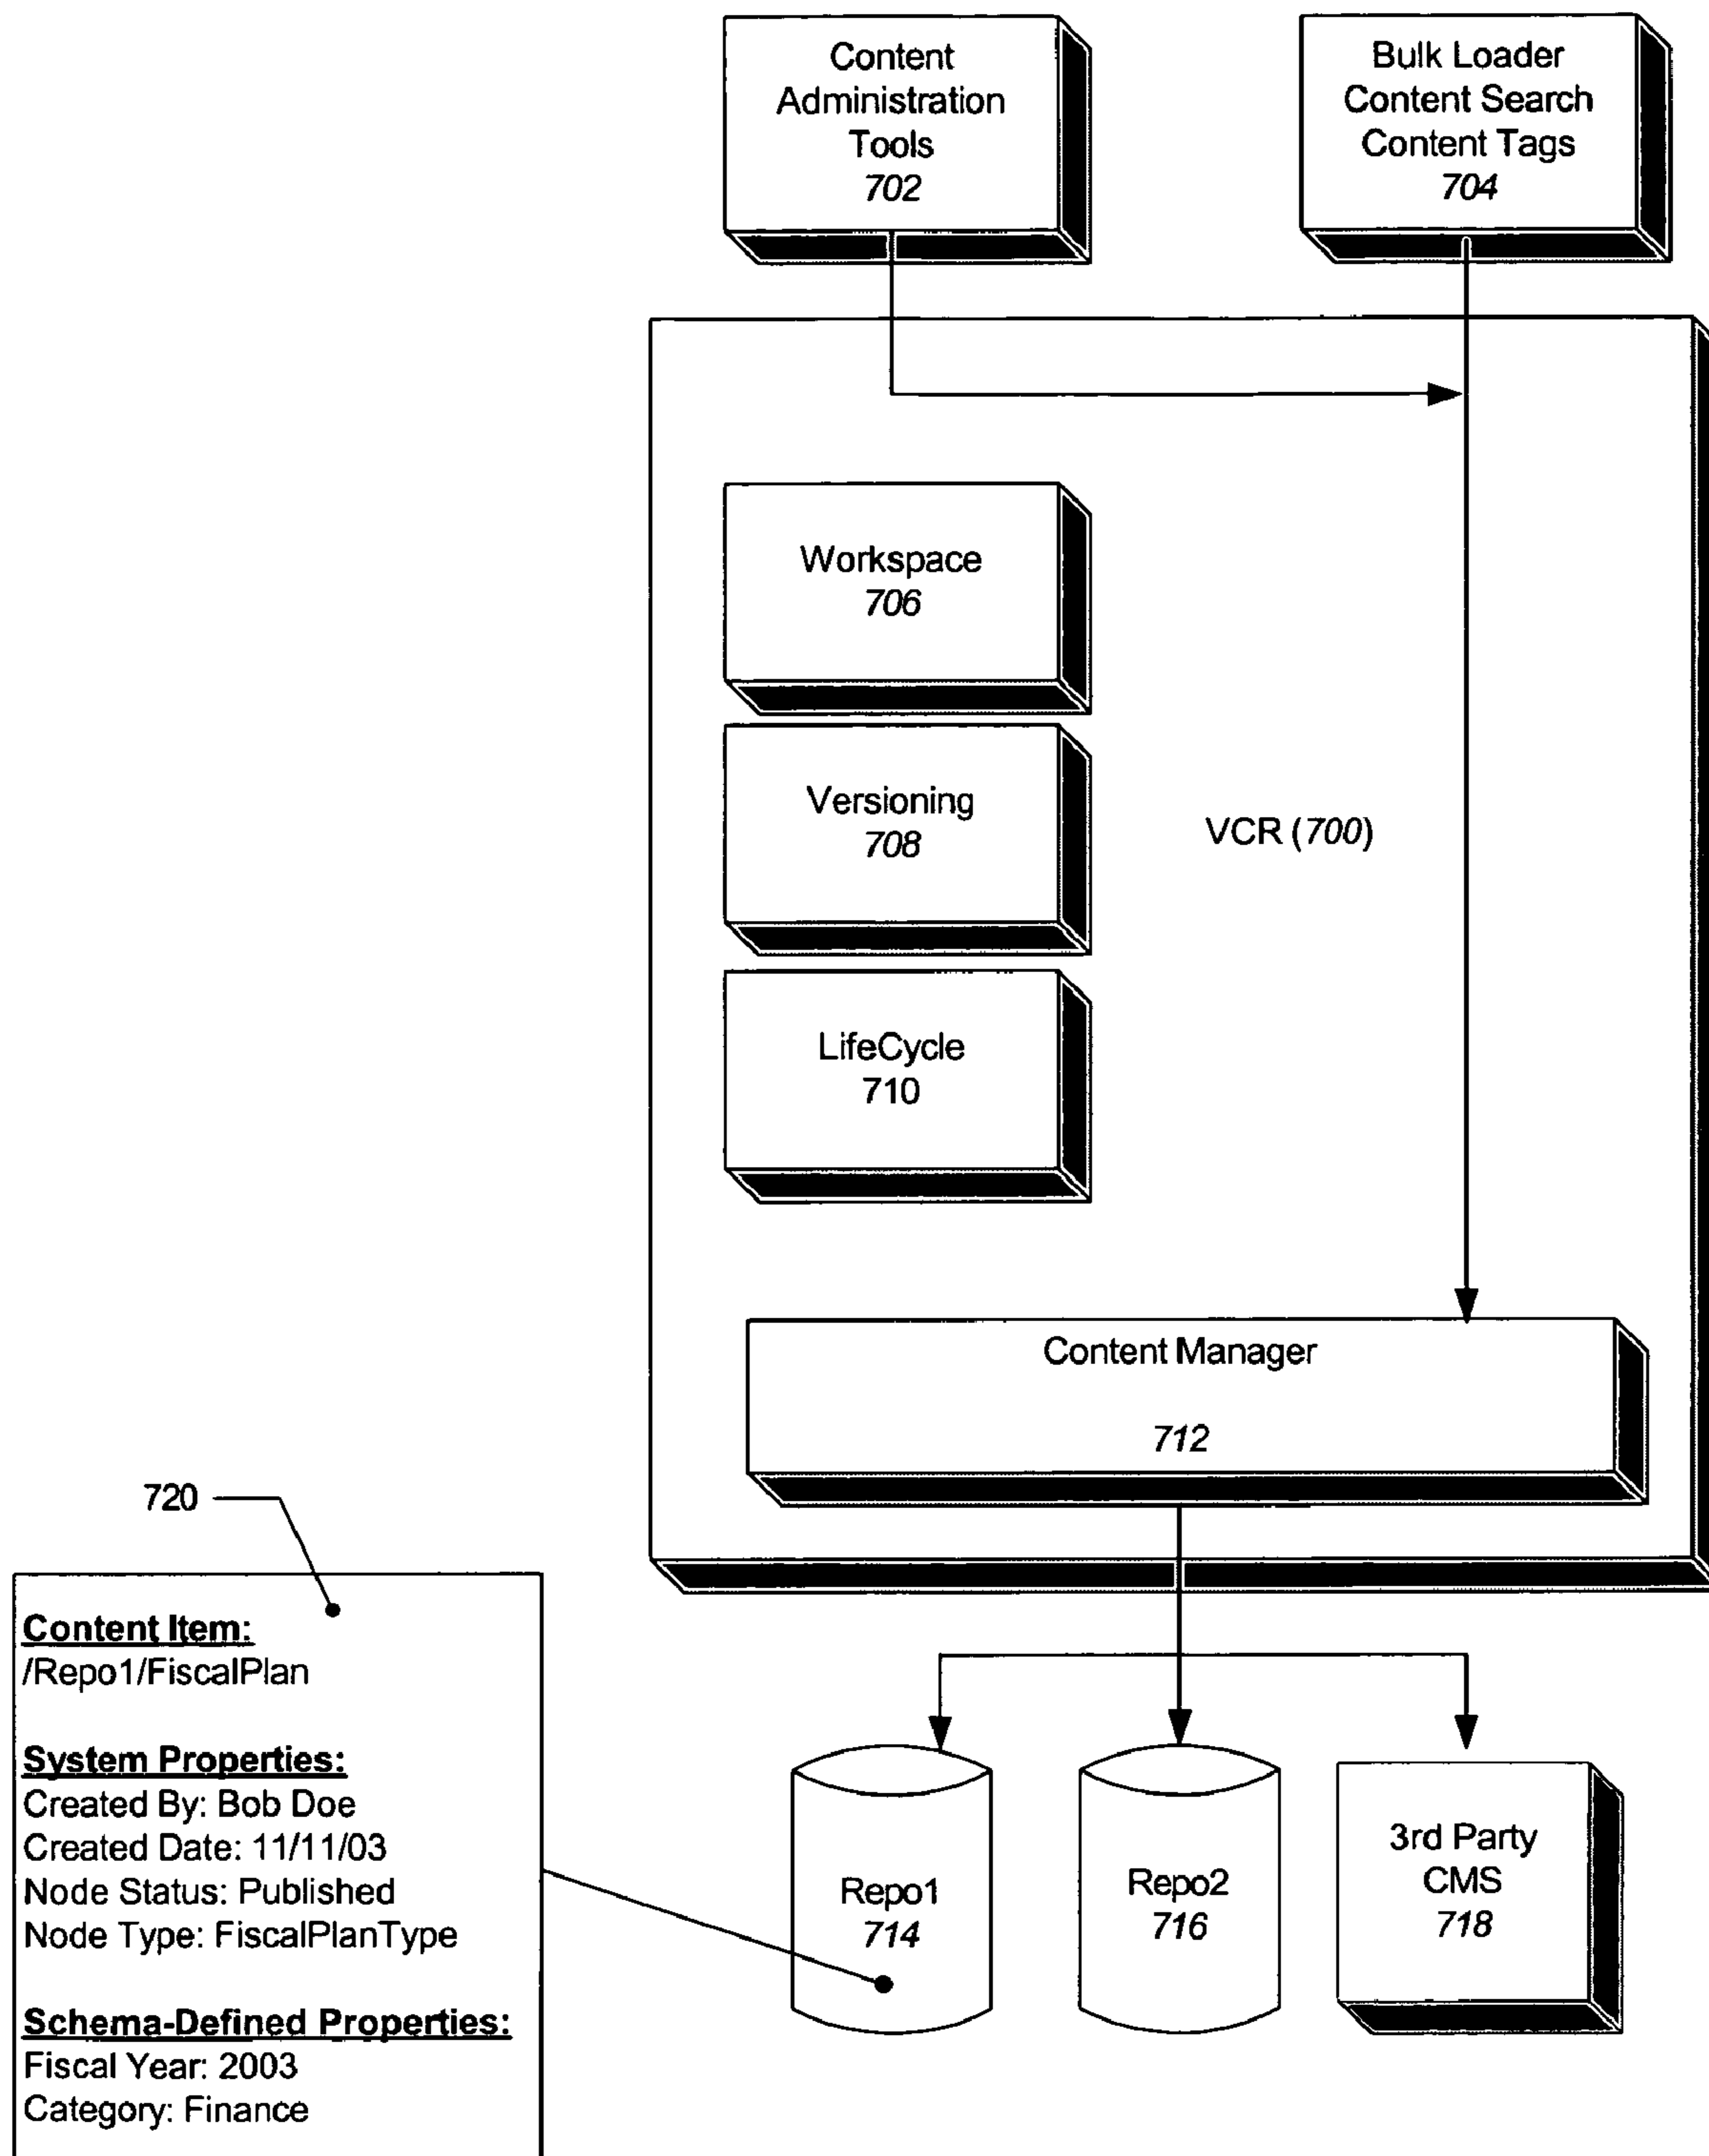 Content
Administration
Tools
702
Bulk Loader
Content Search
Content Tags
704
Workspace
706
Versioning
708
VCR (700)
LifeCycle
710
Content Manager
712
720
Content Item:
/Repo1/FiscalPlan
System Properties:
Created By: Bob Doe
Created Date: 11/11/03
Node Status: Published
Node Type: FiscalPlanType
Schema-Defined Properties:
Fiscal Year: 2003
Category: Finance
Repo1
714
Repo2
716
3rd Party
CMS
718